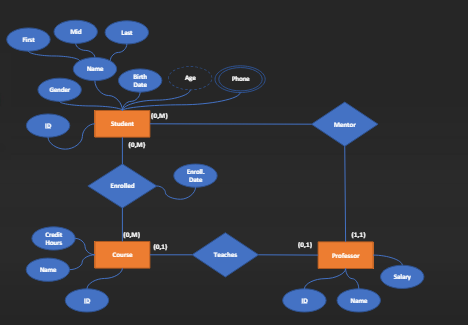 First
Mid
Last
Name
Gender
Birth
Date
Age
Phone
ID
Student
(0,M)
Mentor
(0,M)
Enrolled
Enroll.
Date
Credit
Hours
(0,M)
(0,1)
(0,1)
(1,1)
Name
Course
Teaches
Professor
Salary
ID
ID
Name